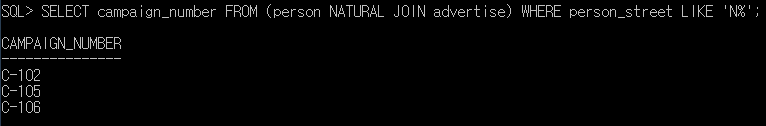 SQL> SELECT campaign_number FROM (person NATURAL JOIN advertise) WHERE person_street LIKE 'N%';
CAMPAIGN_NUMBER
---------------
C-102
C-105
C-106